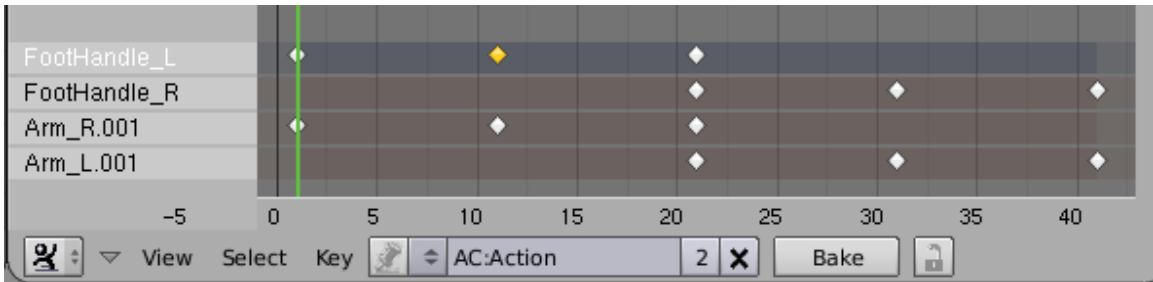 FootHandle_L
FootHandle_R
Arm_R.001
Arm_L.001
-5 0 5 10 15 20 25 30 35 40
View Select Key AC:Action 2 Bake